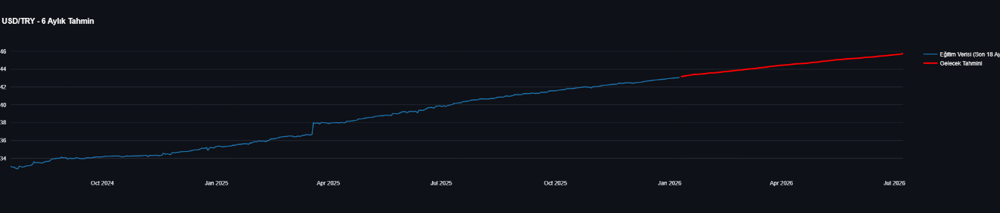 USD/TRY - 6 Aylık Tahmin
46
44
42
40
38
36
34
Oct 2024
Jan 2025
Apr 2025
Jul 2025
Oct 2025
Jan 2026
Apr 2026
Jul 2026
Eğitim Verisi (Son 18 Ay
Gelecek Tahmini